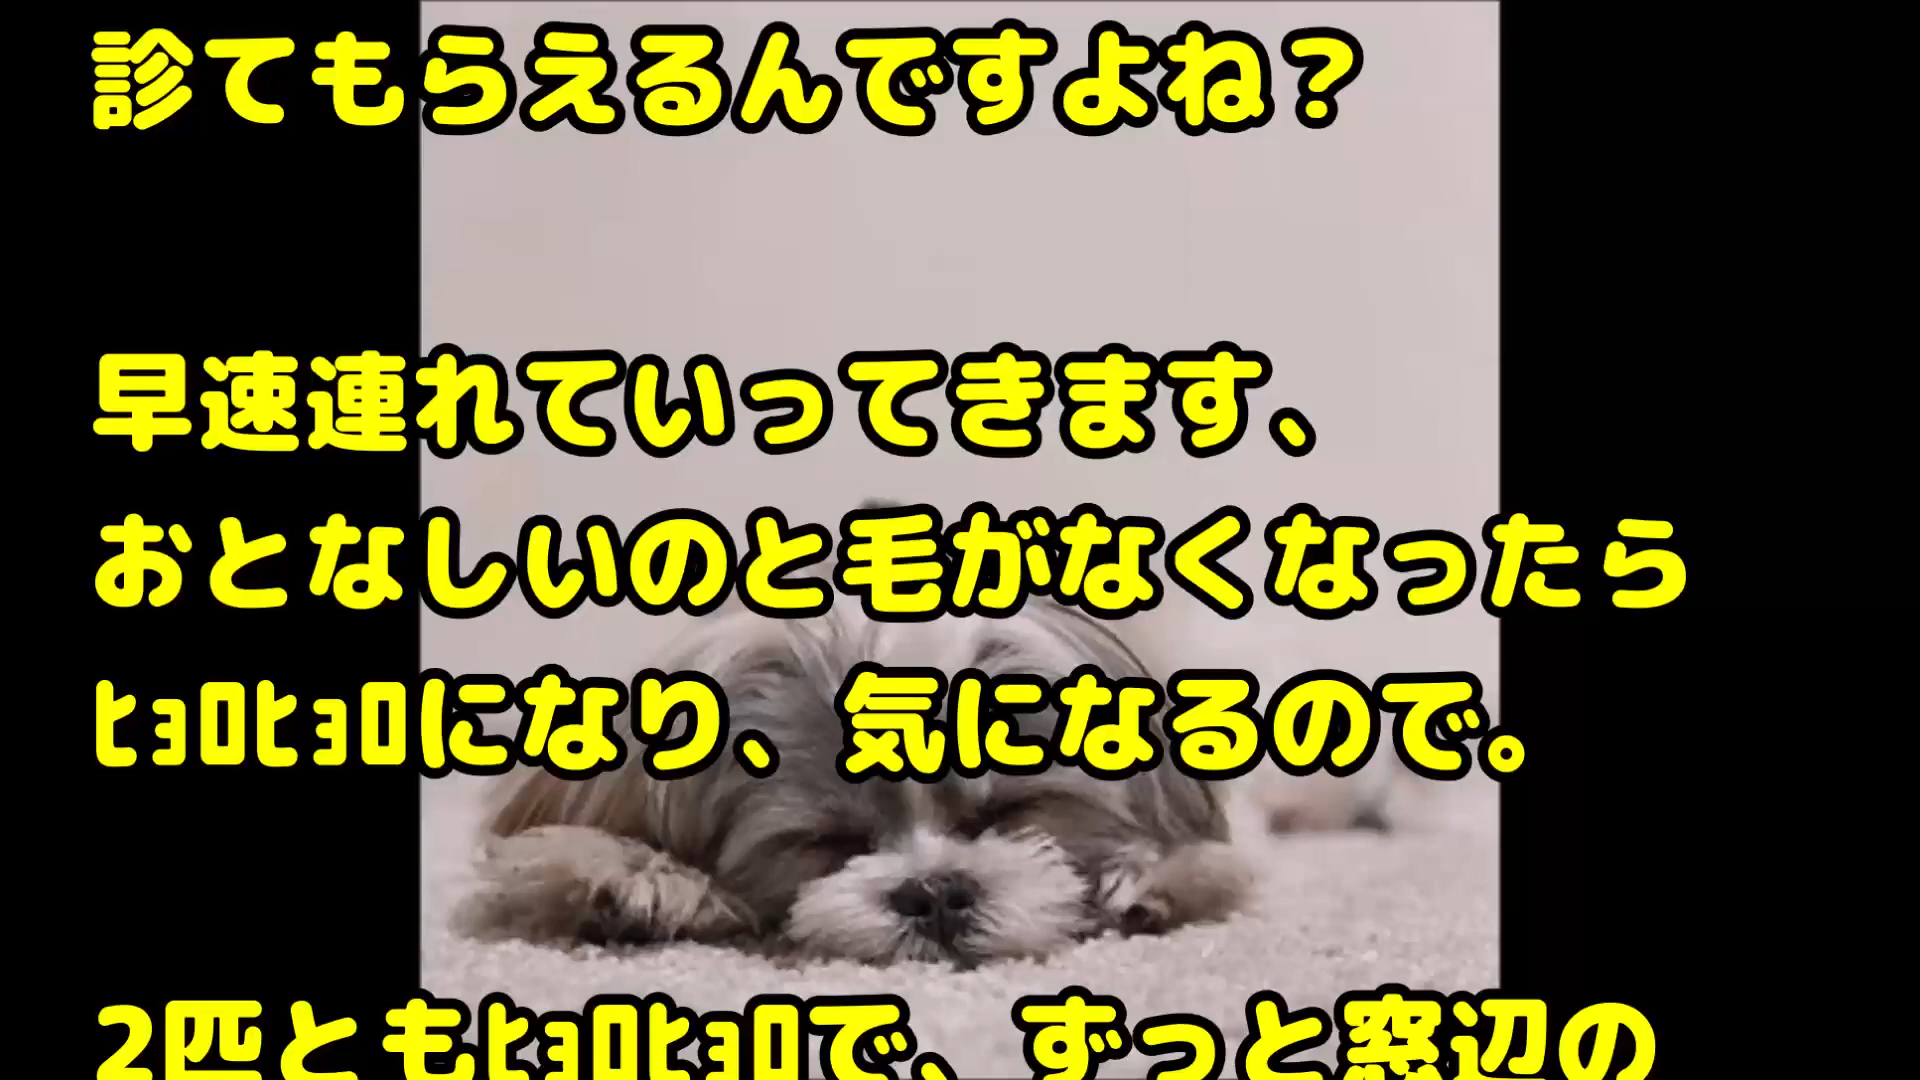 診てもらえるんですよね？
早速連れていってきます、
おとなしいのと毛がなくなったら
ﾋｮﾛﾋｮﾛになり、気になるので。
2匹ともﾋｮﾛﾋｮﾛで、ずっと窓辺の